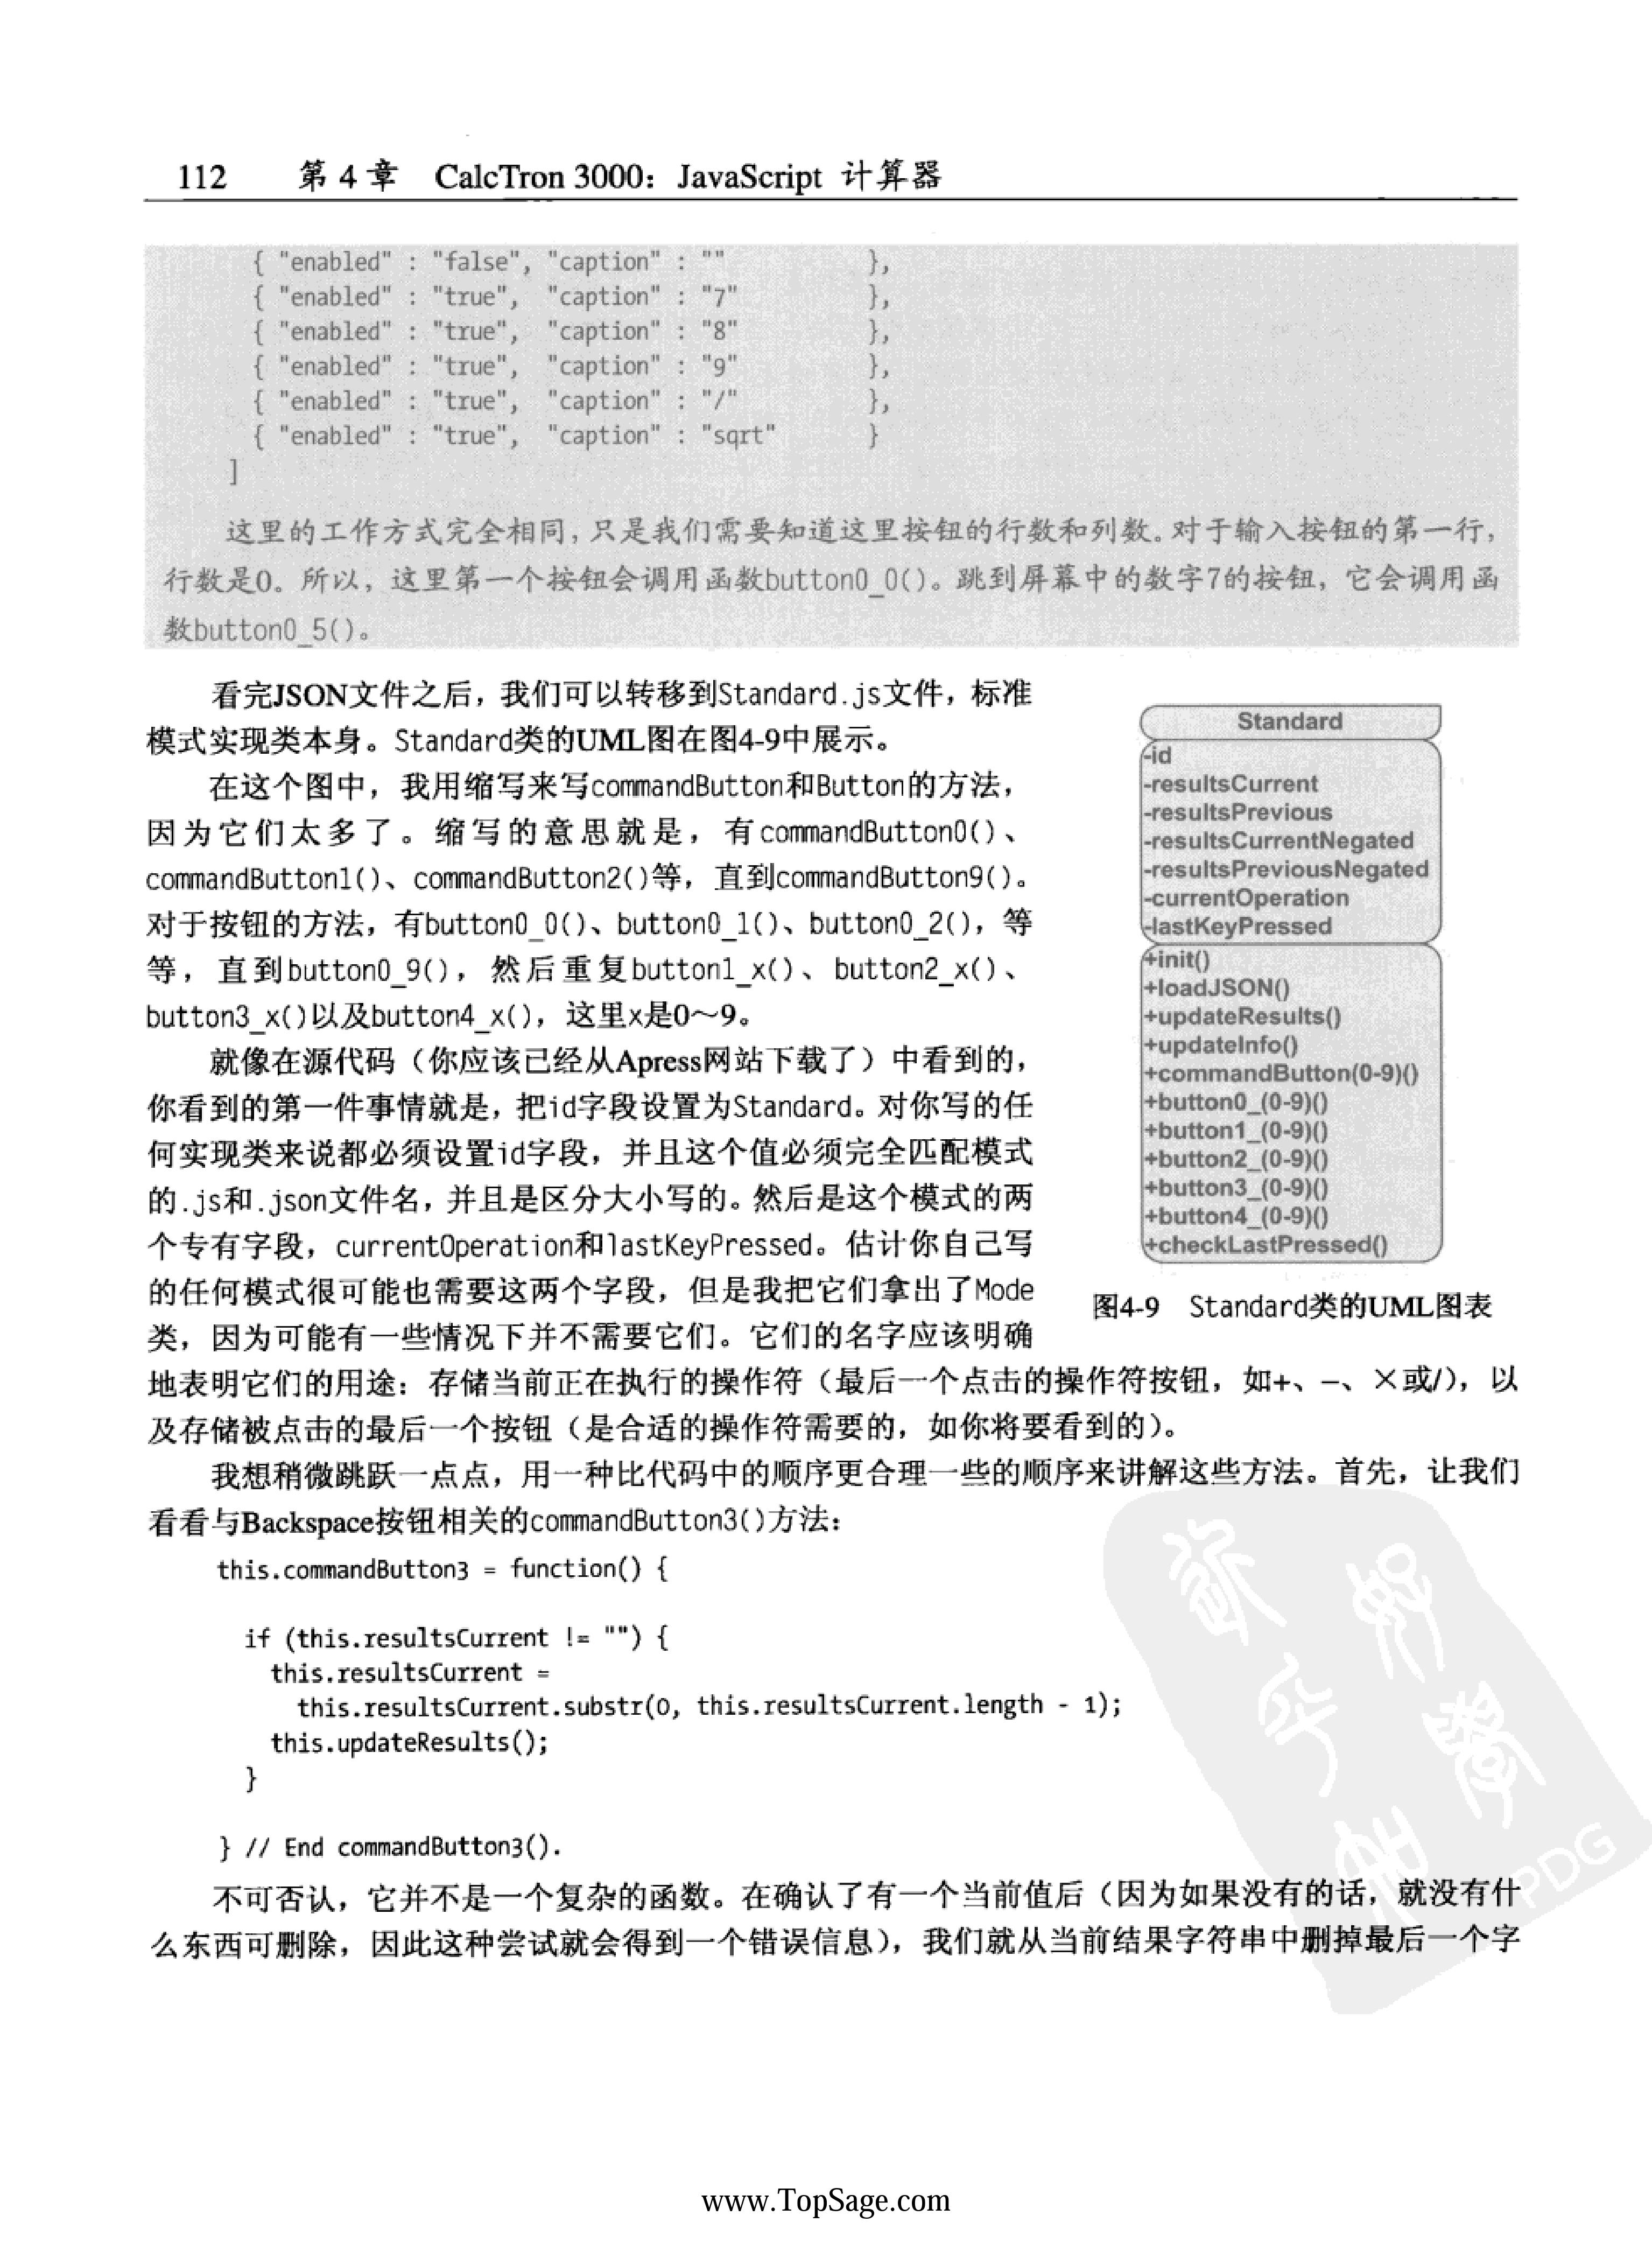 112 第 4 章 CalcTron 3000：JavaScript 计算器
{ "enabled" : "false", "caption" : "" },
{ "enabled" : "true", "caption" : "7" },
{ "enabled" : "true", "caption" : "8" },
{ "enabled" : "true", "caption" : "9" },
{ "enabled" : "true", "caption" : "/" },
{ "enabled" : "true", "caption" : "sqrt" }
]
这里的工作方式完全相同，只是我们需要知道这里按钮的行数和列数。对于输入按钮的第一行，
行数是0。所以，这里第一个按钮会调用函数button0_0()。跳到屏幕中的数字7的按钮，它会调用函
数button0_5()。
看完JSON文件之后，我们可以转移到Standard.js文件，标准
模式实现类本身。Standard类的UML图在图4-9中展示。
在这个图中，我用缩写来写commandButton和Button的方法，
因为它们太多了。缩写的意思就是，有commandButton0()、
commandButton1()、commandButton2()等，直到commandButton9()。
对于按钮的方法，有button0_0()、button0_1()、button0_2()，等
等，直到button0_9()，然后重复button1_x()、button2_x()、
button3_x()以及button4_x()，这里x是0～9。
就像在源代码（你应该已经从Apress网站下载了）中看到的，
你看到的第一件事情就是，把id字段设置为Standard。对你写的任
何实现类来说都必须设置id字段，并且这个值必须完全匹配模式
的.js和.json文件名，并且是区分大小写的。然后是这个模式的两
个专有字段，currentOperation和lastKeyPressed。估计你自己写
的任何模式很可能也需要这两个字段，但是我把它们拿出了Mode
类，因为可能有一些情况下并不需要它们。它们的名字应该明确
地表明它们的用途：存储当前正在执行的操作符（最后一个点击的操作符按钮，如+、–、×或/），以
及存储被点击的最后一个按钮（是合适的操作符需要的，如你将要看到的）。
Standard
-id
-resultsCurrent
-resultsPrevious
-resultsCurrentNegated
-resultsPreviousNegated
-currentOperation
-lastKeyPressed
+init()
+loadJSON()
+updateResults()
+updateInfo()
+commandButton(0-9)()
+button0_(0-9)()
+button1_(0-9)()
+button2_(0-9)()
+button3_(0-9)()
+button4_(0-9)()
+checkLastPressed()
图4-9 Standard类的UML图表
我想稍微跳跃一点点，用一种比代码中的顺序更合理一些的顺序来讲解这些方法。首先，让我们
看看与Backspace按钮相关的commandButton3()方法：
this.commandButton3 = function() {
if (this.resultsCurrent != "") {
this.resultsCurrent =
this.resultsCurrent.substr(0, this.resultsCurrent.length - 1);
this.updateResults();
}
} // End commandButton3().
不可否认，它并不是一个复杂的函数。在确认了有一个当前值后（因为如果没有的话，就没有什
么东西可删除，因此这种尝试就会得到一个错误信息），我们就从当前结果字符串中删掉最后一个字
PDG
www.TopSage.com